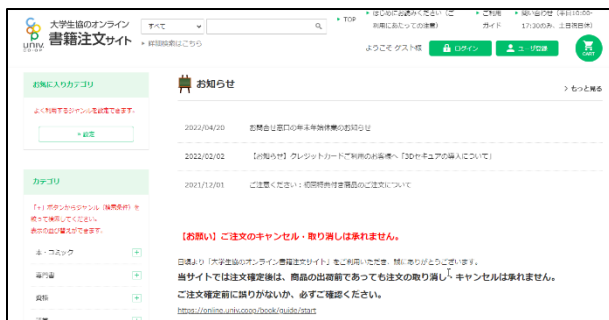 大学生協のオンライン
書籍注文サイト
UNIV.
CO-OP
すべて
詳細検索はこちら
TOP
はじめにお読みください（ご利用にあたっての注意）
ご利用ガイド
問い合わせ（平日10:00-17:30のみ、土日祝日休）
ようこそ ゲスト様
ログイン
ユーザ登録
CART
お気に入りカテゴリ
よく利用するジャンルを設定できます。
+ 設定
カテゴリ
「+」ボタンからジャンル（検索条件）を
絞って検索してください。
表示の並び替えができます。
本・コミック
専門書
資格
お知らせ
> もっと見る
2022/04/20 お問合せ窓口の年末年始休業のお知らせ
2022/02/02 【お知らせ】クレジットカードご利用のお客様へ「3Dセキュアの導入について」
2021/12/01 ご注意ください：初回特典付き商品のご注文について
【お願い】ご注文のキャンセル・取り消しは承れません。
日頃より「大学生協のオンライン書籍注文サイト」をご利用いただき、誠にありがとうございます。
当サイトでは注文確定後は、商品の出荷前であっても注文の取り消し、キャンセルは承れません。
ご注文確定前に誤りがないか、必ずご確認ください。
https://online.univ.coop/book/guide/start